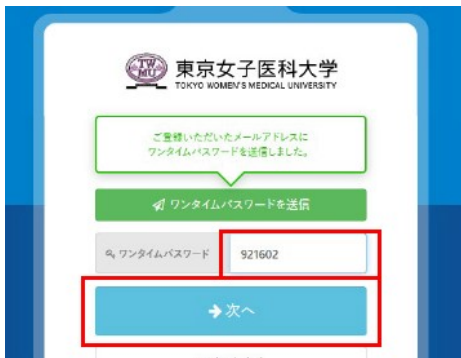 TWMU
東京女子医科大学
TOKYO WOMEN'S MEDICAL UNIVERSITY
ご登録いただいたメールアドレスに
ワンタイムパスワードを送信しました。
ワンタイムパスワードを送信
ワンタイムパスワード 921602
次へ